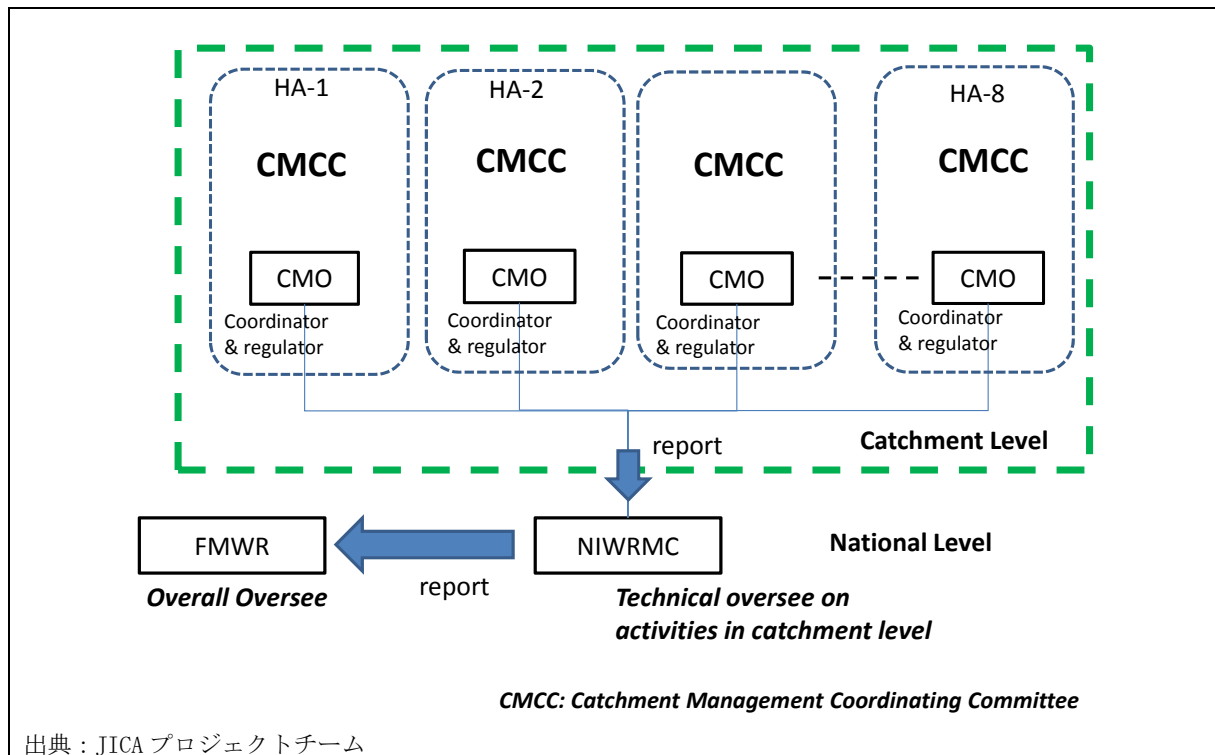 HA-1
HA-2
HA-8
CMCC
CMCC
CMCC
CMCC
CMO
CMO
CMO
CMO
Coordinator
& regulator
Coordinator
& regulator
Coordinator
& regulator
Coordinator
& regulator
report
Catchment Level
FMWR
NIWRMC
National Level
Overall Oversee
report
Technical oversee on
activities in catchment level
CMCC: Catchment Management Coordinating Committee
出典：JICA プロジェクトチーム